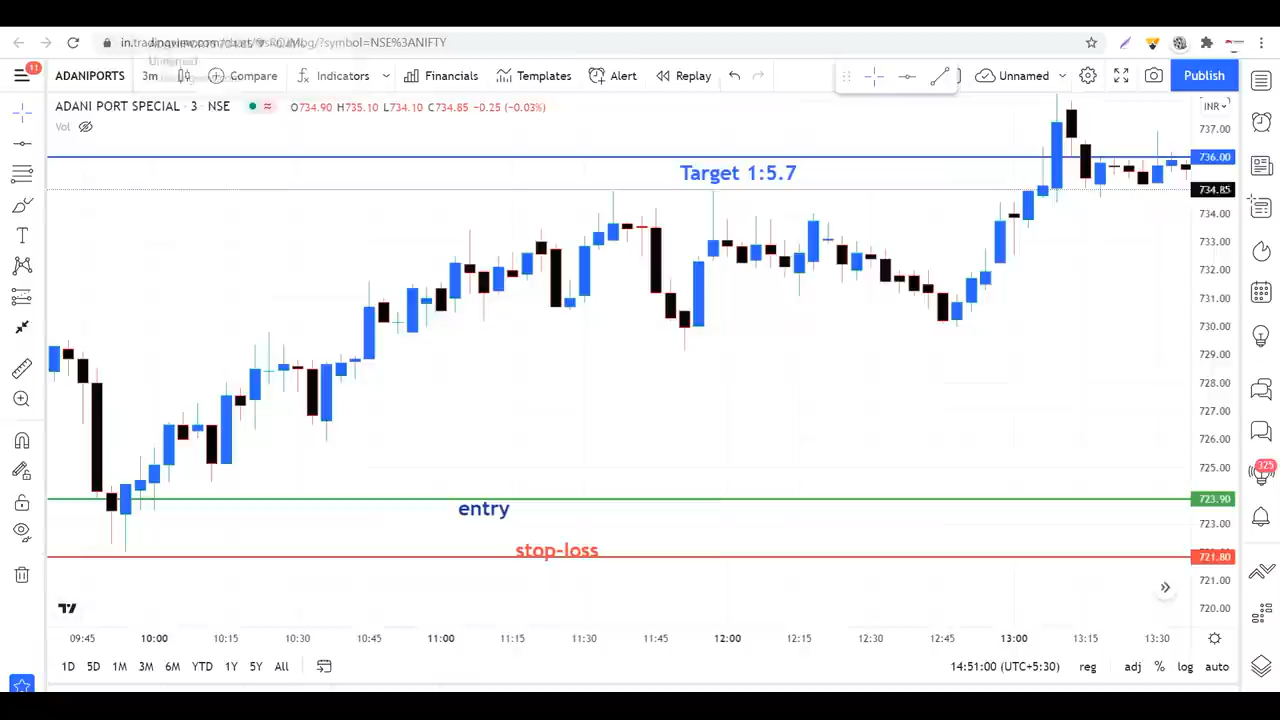 in.tradingview.com
?symbol=NSE%3ANIFTY
11
ADANIPORTS 3m Compare Indicators Financials Templates Alert Replay Unnamed Publish
ADANI PORT SPECIAL · 3 · NSE O734.90 H735.10 L734.10 C734.85 −0.25 (−0.03%)
INR
Vol
737.00
736.00
Target 1:5.7
734.85
734.00
733.00
732.00
731.00
730.00
729.00
728.00
727.00
726.00
725.00
325
723.90
entry
723.00
stop-loss
721.80
721.00
720.00
09:45 10:00 10:15 10:30 10:45 11:00 11:15 11:30 11:45 12:00 12:15 12:30 12:45 13:00 13:15 13:30
1D 5D 1M 3M 6M YTD 1Y 5Y All 14:51:00 (UTC+5:30) reg adj % log auto